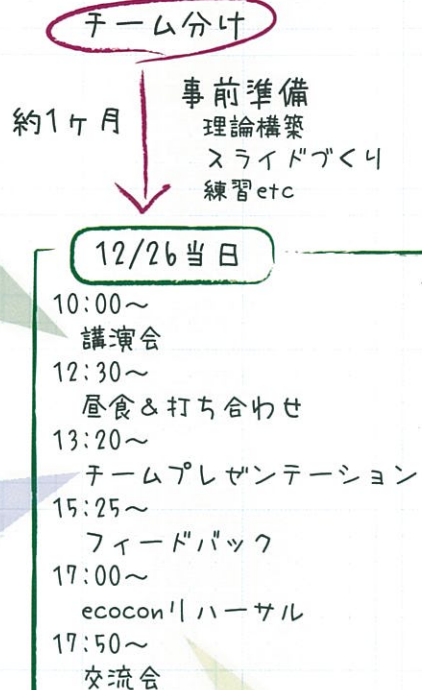 チーム分け
約1ヶ月
事前準備
理論構築
スライドづくり
練習etc
12/26当日
10:00～
講演会
12:30～
昼食&打ち合わせ
13:20～
チームプレゼンテーション
15:25～
フィードバック
17:00～
ecoconリハーサル
17:50～
交流会